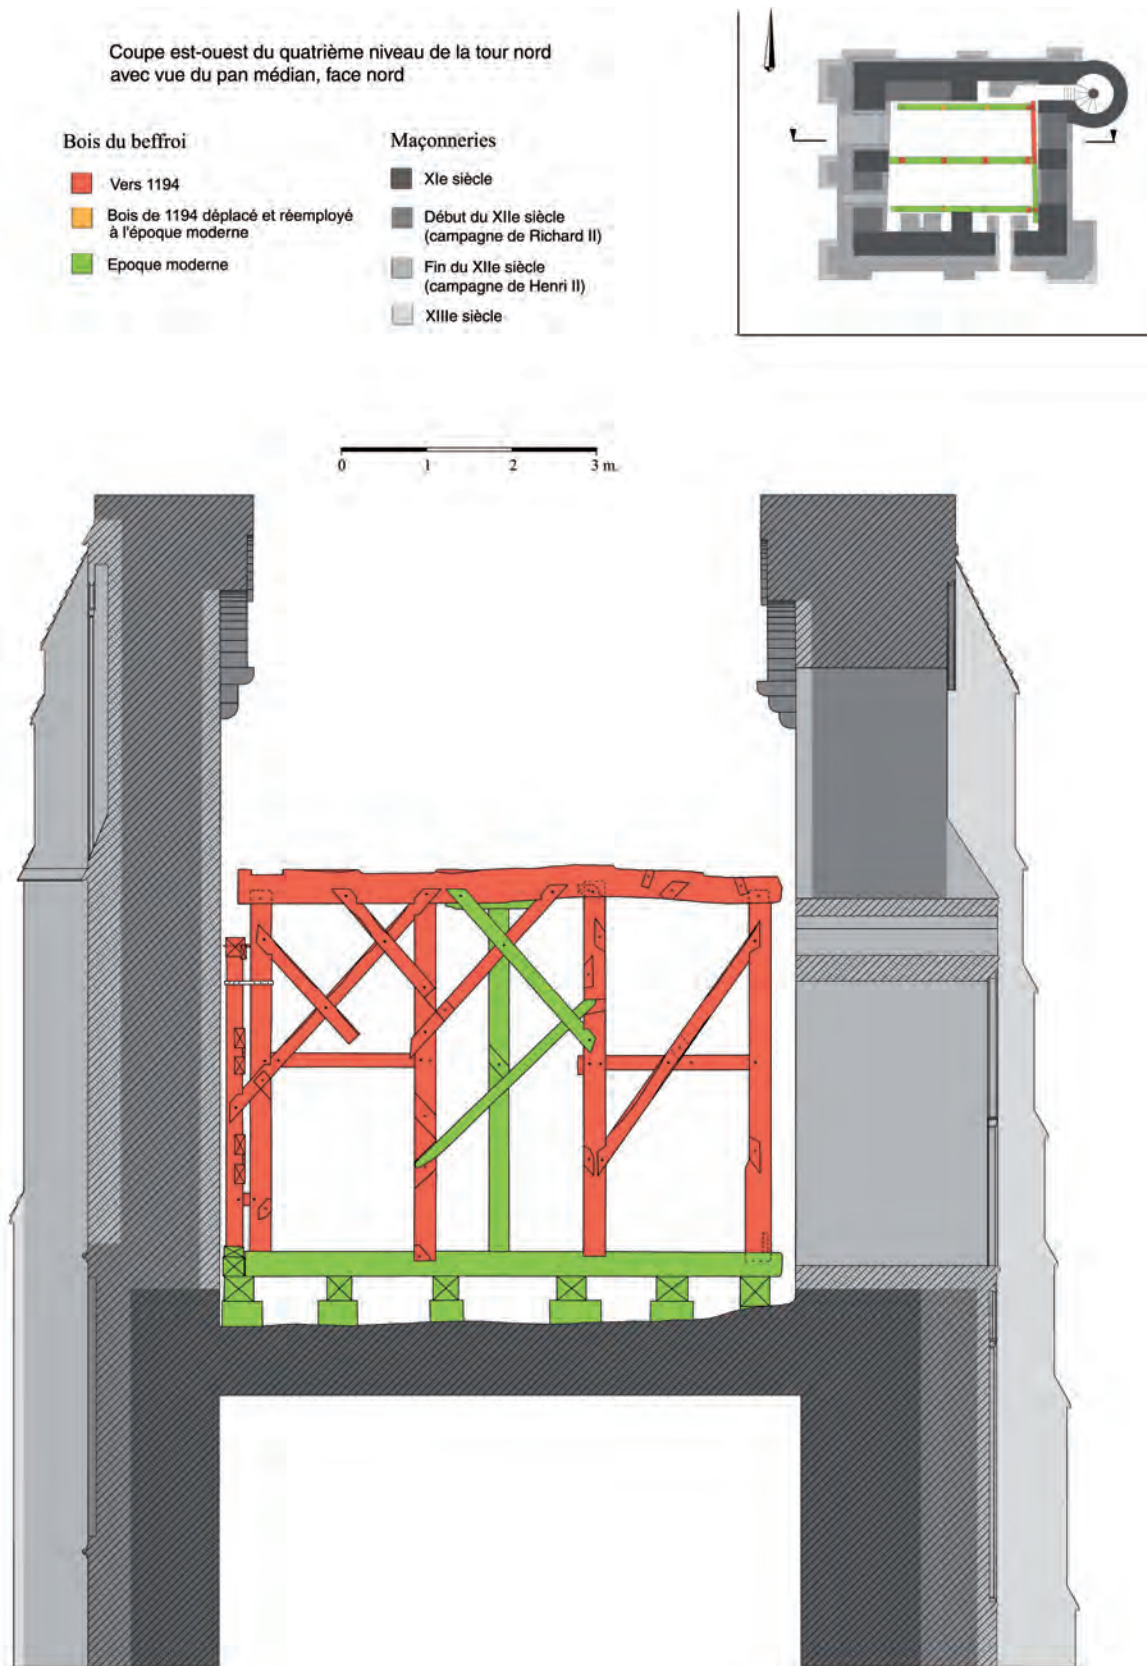 Coupe est-ouest du quatrième niveau de la tour nord
avec vue du pan médian, face nord
Bois du beffroi
Vers 1194
Bois de 1194 déplacé et réemployé
à l'époque moderne
Epoque moderne
Maçonneries
XIe siècle
Début du XIIe siècle
(campagne de Richard II)
Fin du XIIe siècle
(campagne de Henri II)
XIIIe siècle
0 1 2 3 m.